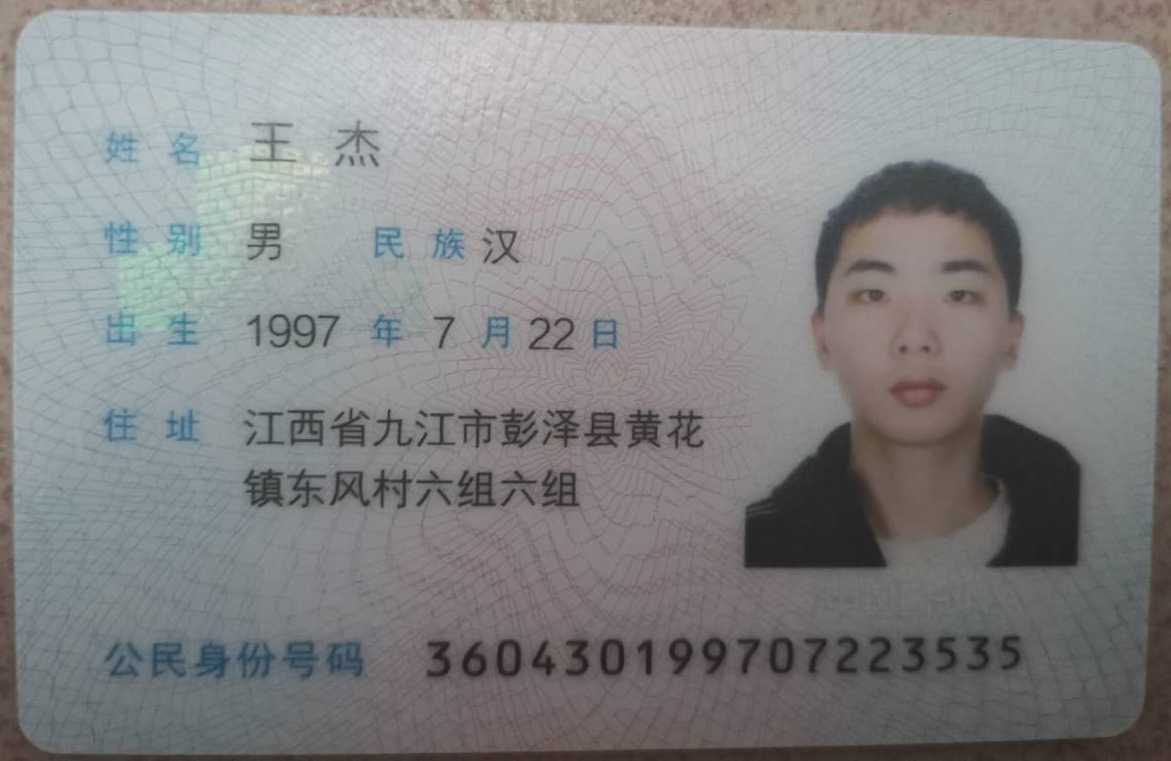 姓名 王杰
性别 男 民族 汉
出生 1997 年 7 月 22 日
住址 江西省九江市彭泽县黄花
镇东风村六组六组
公民身份号码 360430199707223535